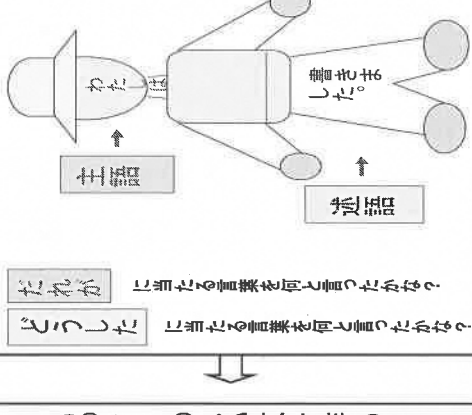 だれが に当たる言葉を何と言ったかな?
どうした に当たる言葉を何と言ったかな?
主語
わた
は
述語
書きま
した。